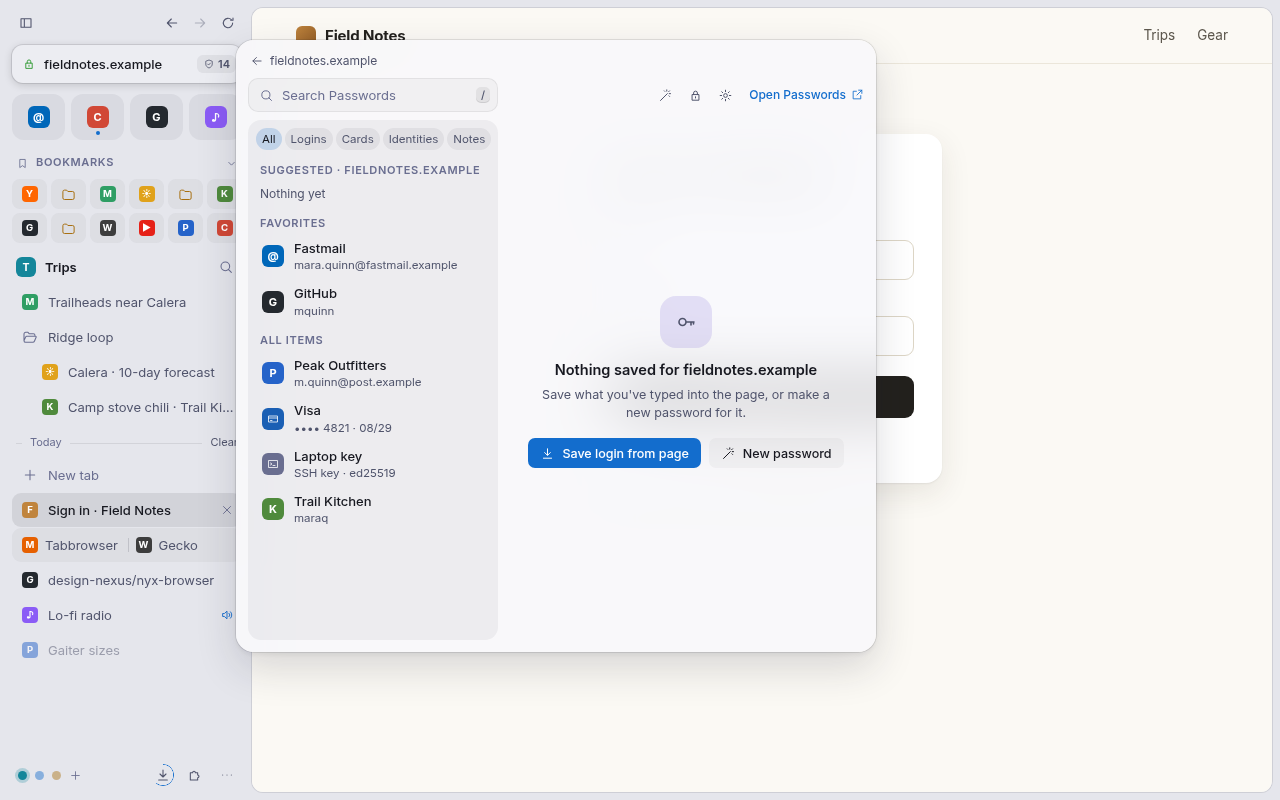 Field Notes
Trips
Gear
fieldnotes.example
14
fieldnotes.example
Search Passwords
/
Open Passwords
@
C
G
All
Logins
Cards
Identities
Notes
BOOKMARKS
SUGGESTED · FIELDNOTES.EXAMPLE
Nothing yet
Y
M
K
G
W
P
C
FAVORITES
@
Fastmail
mara.quinn@fastmail.example
G
GitHub
mquinn
T
Trips
M
Trailheads near Calera
Ridge loop
Calera · 10-day forecast
K
Camp stove chili · Trail Ki...
ALL ITEMS
P
Peak Outfitters
m.quinn@post.example
Visa
•••• 4821 · 08/29
Laptop key
SSH key · ed25519
K
Trail Kitchen
maraq
Nothing saved for fieldnotes.example
Save what you've typed into the page, or make a
new password for it.
Save login from page
New password
Today
Clear
New tab
F
Sign in · Field Notes
M
Tabbrowser
W
Gecko
G
design-nexus/nyx-browser
Lo-fi radio
P
Gaiter sizes